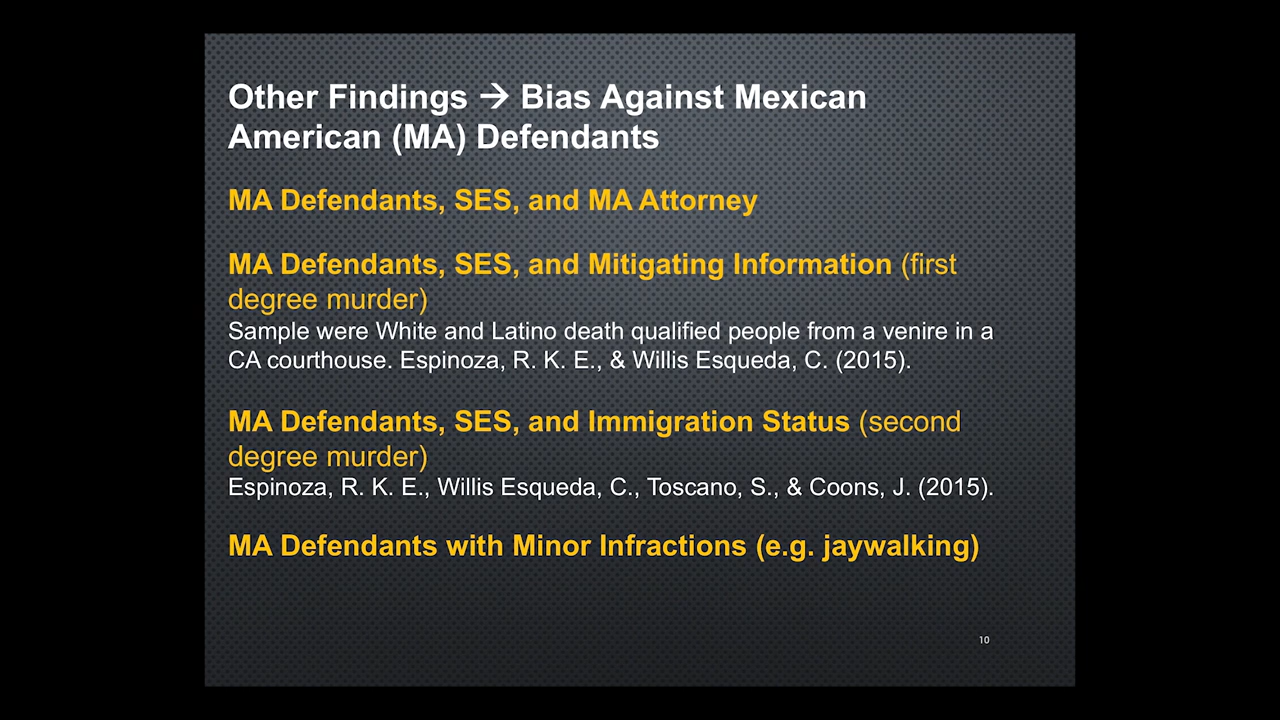 Other Findings → Bias Against Mexican
American (MA) Defendants
MA Defendants, SES, and MA Attorney
MA Defendants, SES, and Mitigating Information (first
degree murder)
Sample were White and Latino death qualified people from a venire in a
CA courthouse. Espinoza, R. K. E., & Willis Esqueda, C. (2015).
MA Defendants, SES, and Immigration Status (second
degree murder)
Espinoza, R. K. E., Willis Esqueda, C., Toscano, S., & Coons, J. (2015).
MA Defendants with Minor Infractions (e.g. jaywalking)
10